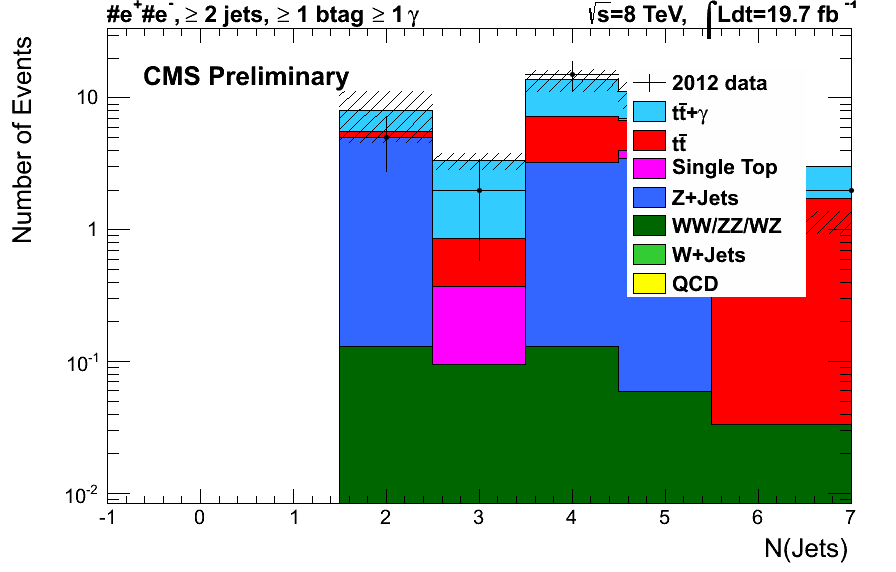 #e⁺#e⁻, ≥ 2 jets, ≥ 1 btag ≥ 1 γ √s=8 TeV, ∫Ldt=19.7 fb⁻¹
CMS Preliminary
2012 data
tt̄+γ
tt̄
Single Top
Z+Jets
WW/ZZ/WZ
W+Jets
QCD
Number of Events
10
1
10⁻¹
10⁻²
-1 0 1 2 3 4 5 6 7
N(Jets)